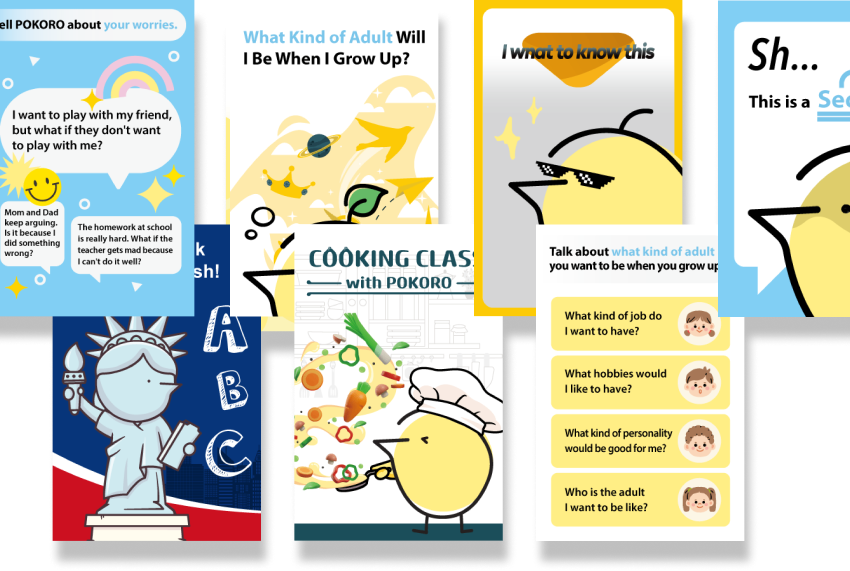 ell POKORO about your worries.
I want to play with my friend,
but what if they don't want
to play with me?
Mom and Dad
keep arguing.
Is it because I
did something
wrong?
The homework at school
is really hard. What if the
teacher gets mad because
I can't do it well?
What Kind of Adult Will
I Be When I Grow Up?
I wnat to know this
Sh...
This is a Sec
k
sh!
A
B
C
COOKING CLASS
with POKORO
Talk about what kind of adult
you want to be when you grow up
What kind of job do
I want to have?
What hobbies would
I like to have?
What kind of personality
would be good for me?
Who is the adult
I want to be like?